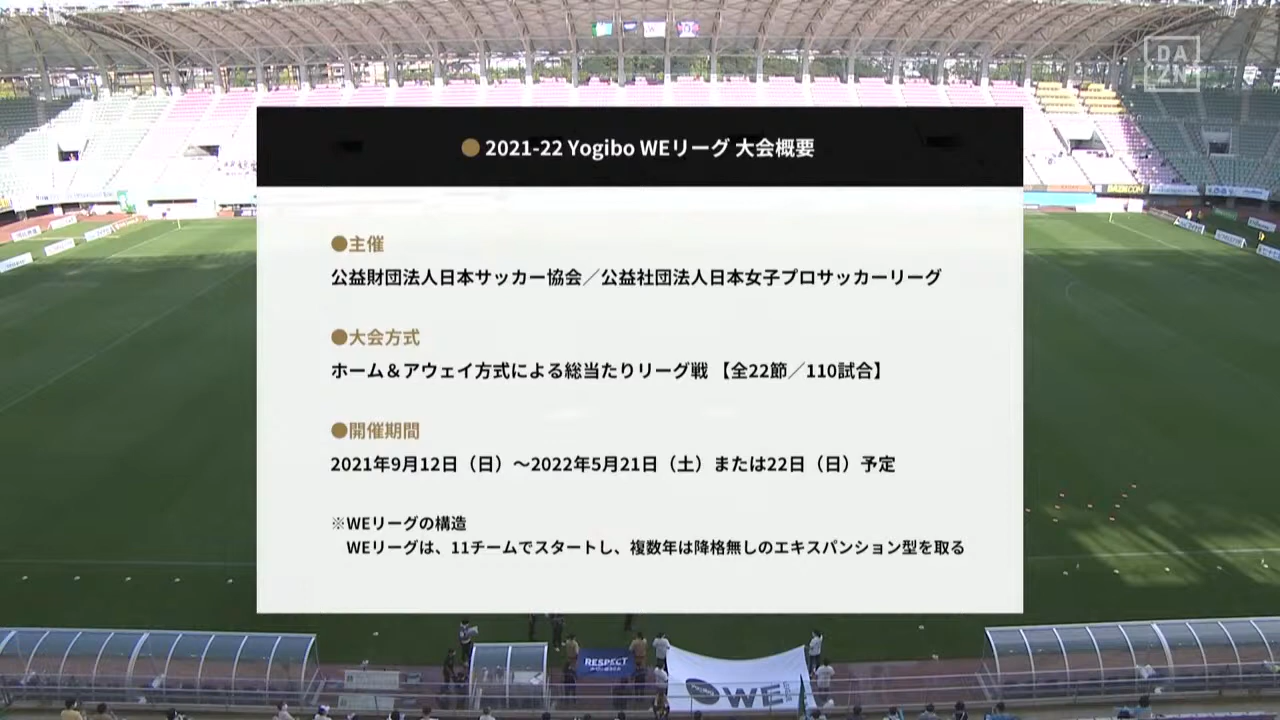 DAZN
●2021-22 Yogibo WEリーグ 大会概要
●主催
公益財団法人日本サッカー協会／公益社団法人日本女子プロサッカーリーグ
●大会方式
ホーム＆アウェイ方式による総当たりリーグ戦 【全22節／110試合】
●開催期間
2021年9月12日（日）～2022年5月21日（土）または22日（日）予定
※WEリーグの構造
WEリーグは、11チームでスタートし、複数年は降格無しのエキスパンション型を取る
RESPECT
WE